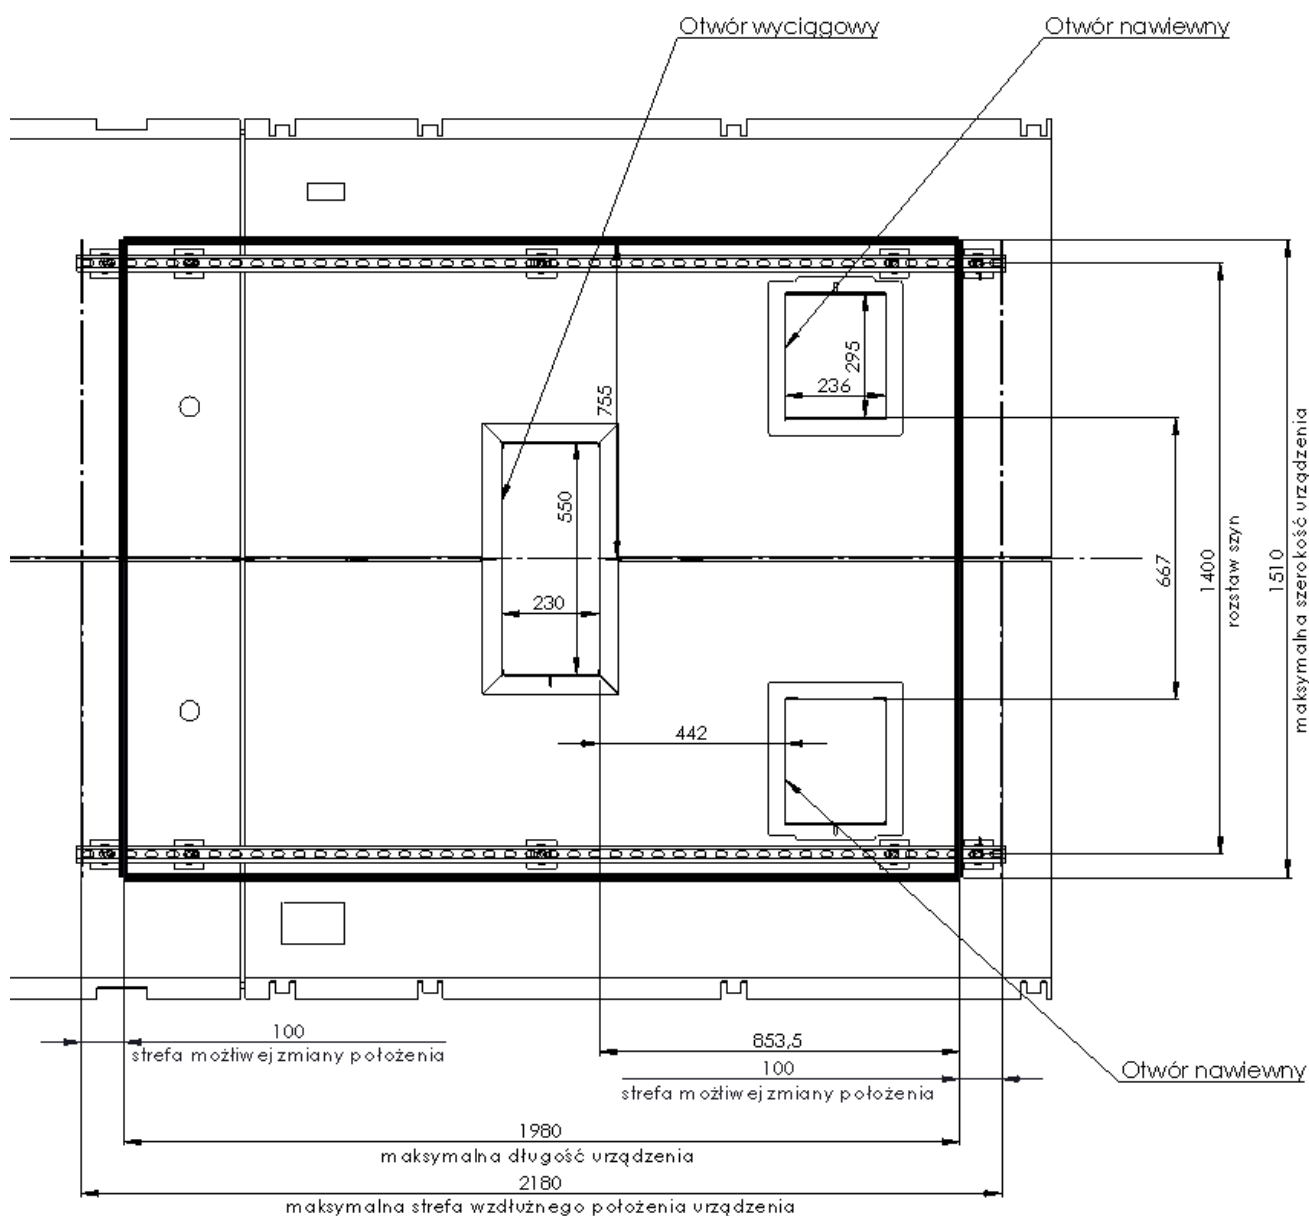 Otwór wyciągowy
Otwór nawiewny
295
236
755
550
230
667
1400
rozstaw szyn
1510
maksymalna szerokość urządzenia
442
100
strefa możliwej zmiany położenia
853,5
100
strefa możliwej zmiany położenia
Otwór nawiewny
1980
maksymalna długość urządzenia
2180
maksymalna strefa wzdłużnego położenia urządzenia